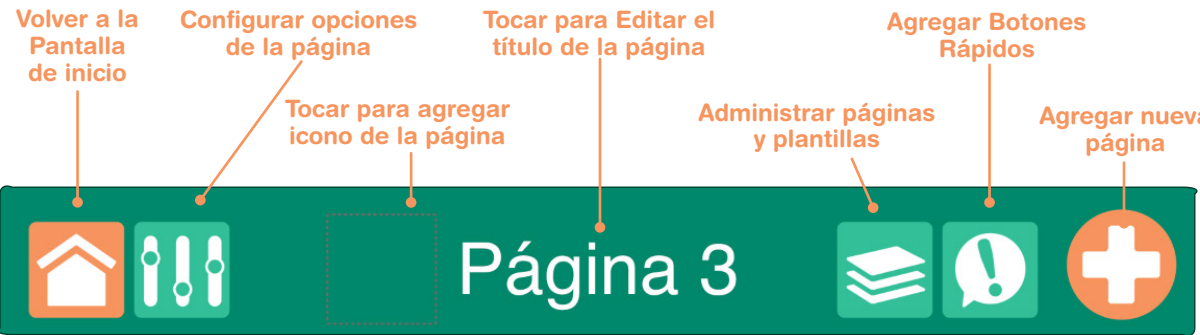 Volver a la
Pantalla
de inicio
Configurar opciones
de la página
Tocar para agregar
icono de la página
Tocar para Editar el
título de la página
Administrar páginas
y plantillas
Agregar Botones
Rápidos
Agregar nueva
página
Página 3